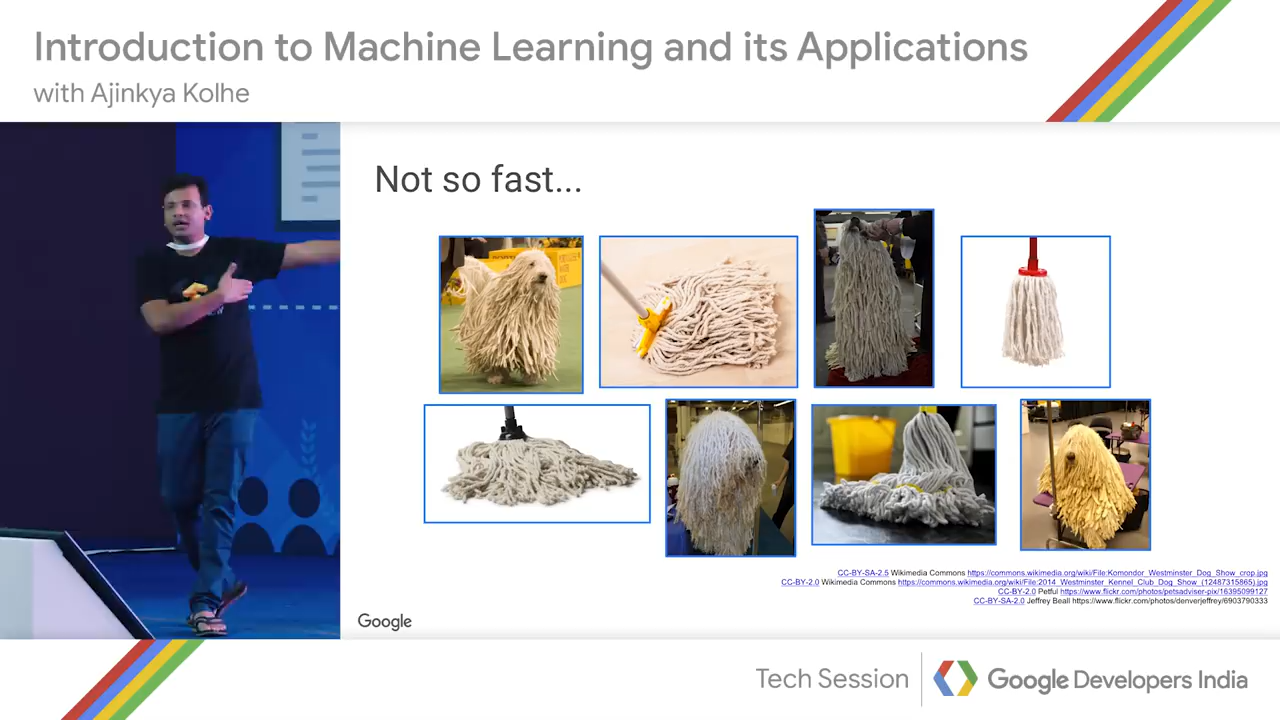 Introduction to Machine Learning and its Applications
with Ajinkya Kolhe
Not so fast...
CC-BY-SA-2.5 Wikimedia Commons https://commons.wikimedia.org/wiki/File:Komondor_Westminster_Dog_Show_crop.jpg
CC-BY-2.0 Wikimedia Commons https://commons.wikimedia.org/wiki/File:2014_Westminster_Kennel_Club_Dog_Show_(12487315865).jpg
CC-BY-2.0 Petful https://www.flickr.com/photos/petsadviser-pix/16395099127
CC-BY-SA-2.0 Jeffrey Beall https://www.flickr.com/photos/denverjeffrey/6903790333
Google
Tech Session
Google Developers India